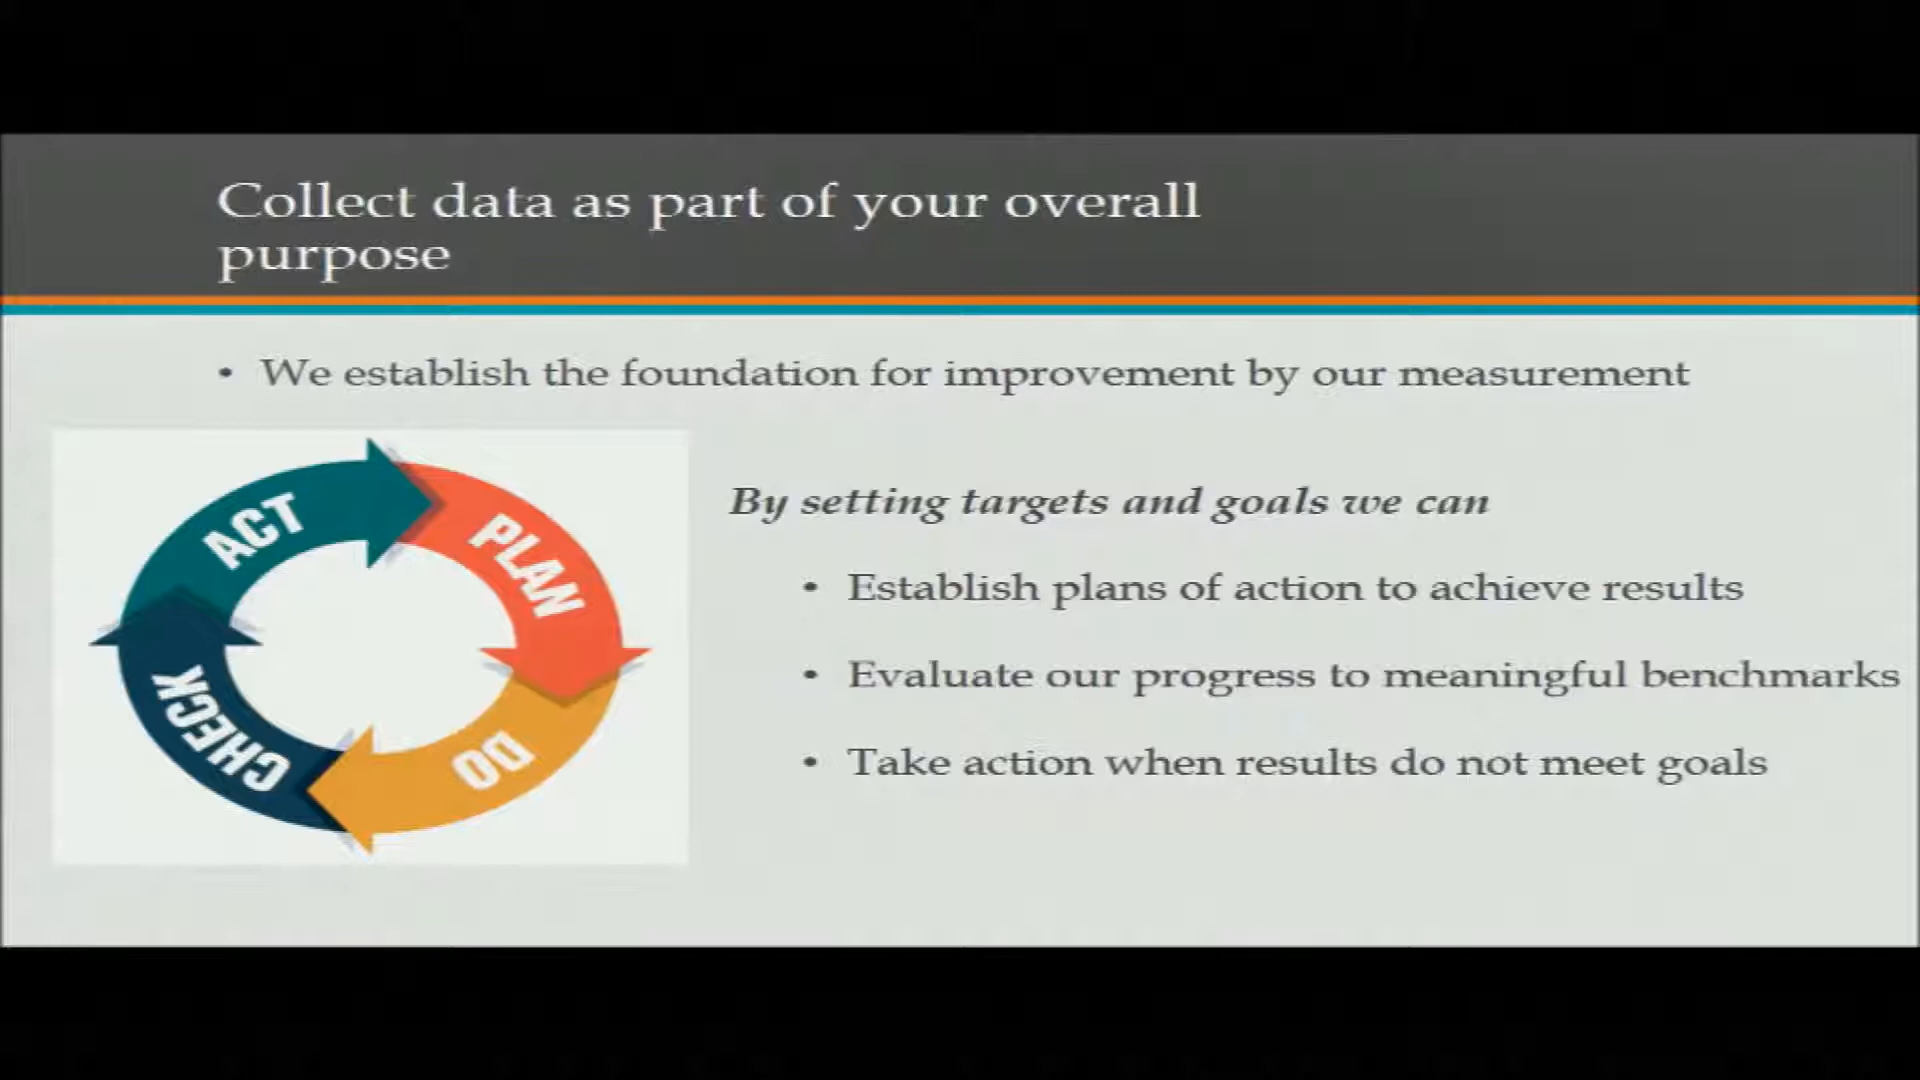 Collect data as part of your overall
purpose
• We establish the foundation for improvement by our measurement
ACT
PLAN
DO
CHECK
By setting targets and goals we can
• Establish plans of action to achieve results
• Evaluate our progress to meaningful benchmarks
• Take action when results do not meet goals